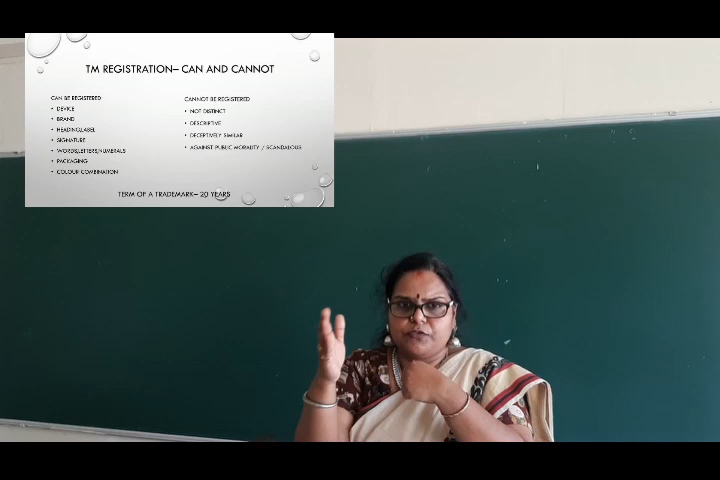 TM REGISTRATION– CAN AND CANNOT
CAN BE REGISTERED
• DEVICE
• BRAND
• HEADING,LABEL
• SIGNATURE
• WORDS,LETTERS,NUMERALS
• PACKAGING
• COLOUR COMBINATION
CANNOT BE REGISTERED
• NOT DISTINCT
• DESCRIPTIVE
• DECEPTIVELY SIMILAR
• AGAINST PUBLIC MORALITY / SCANDALOUS
TERM OF A TRADEMARK– 20 YEARS